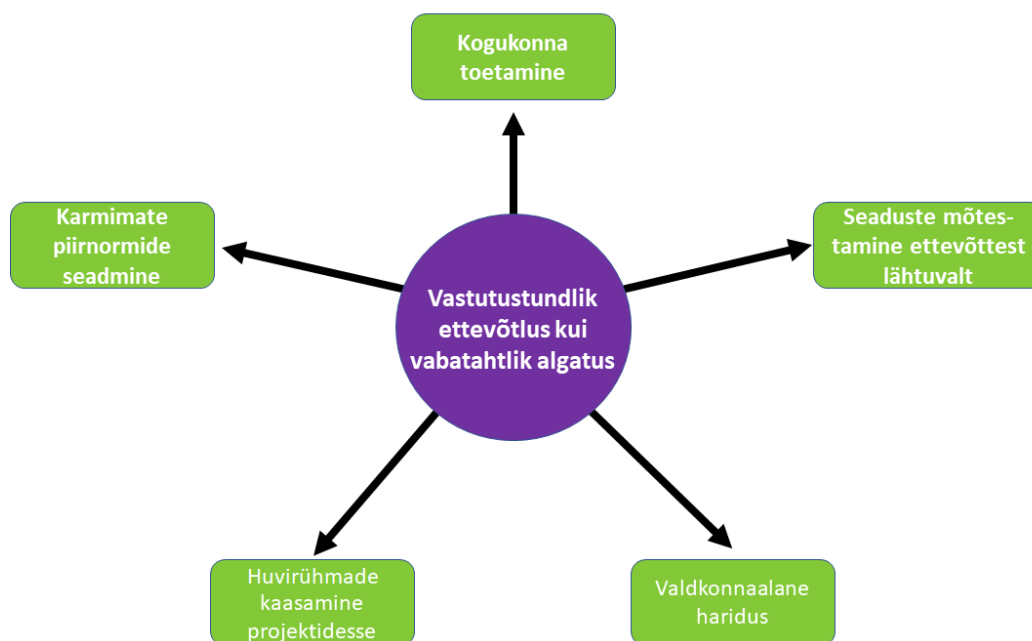 Kogukonna
toetamine
Karmimate
piirnormide
seadmine
Seaduste mõtes-
tamine ettevõttest
lähtuvalt
Vastutustundlik
ettevõtlus kui
vabatahtlik algatus
Huvirühmade
kaasamine
projektidesse
Valdkonnaalane
haridus